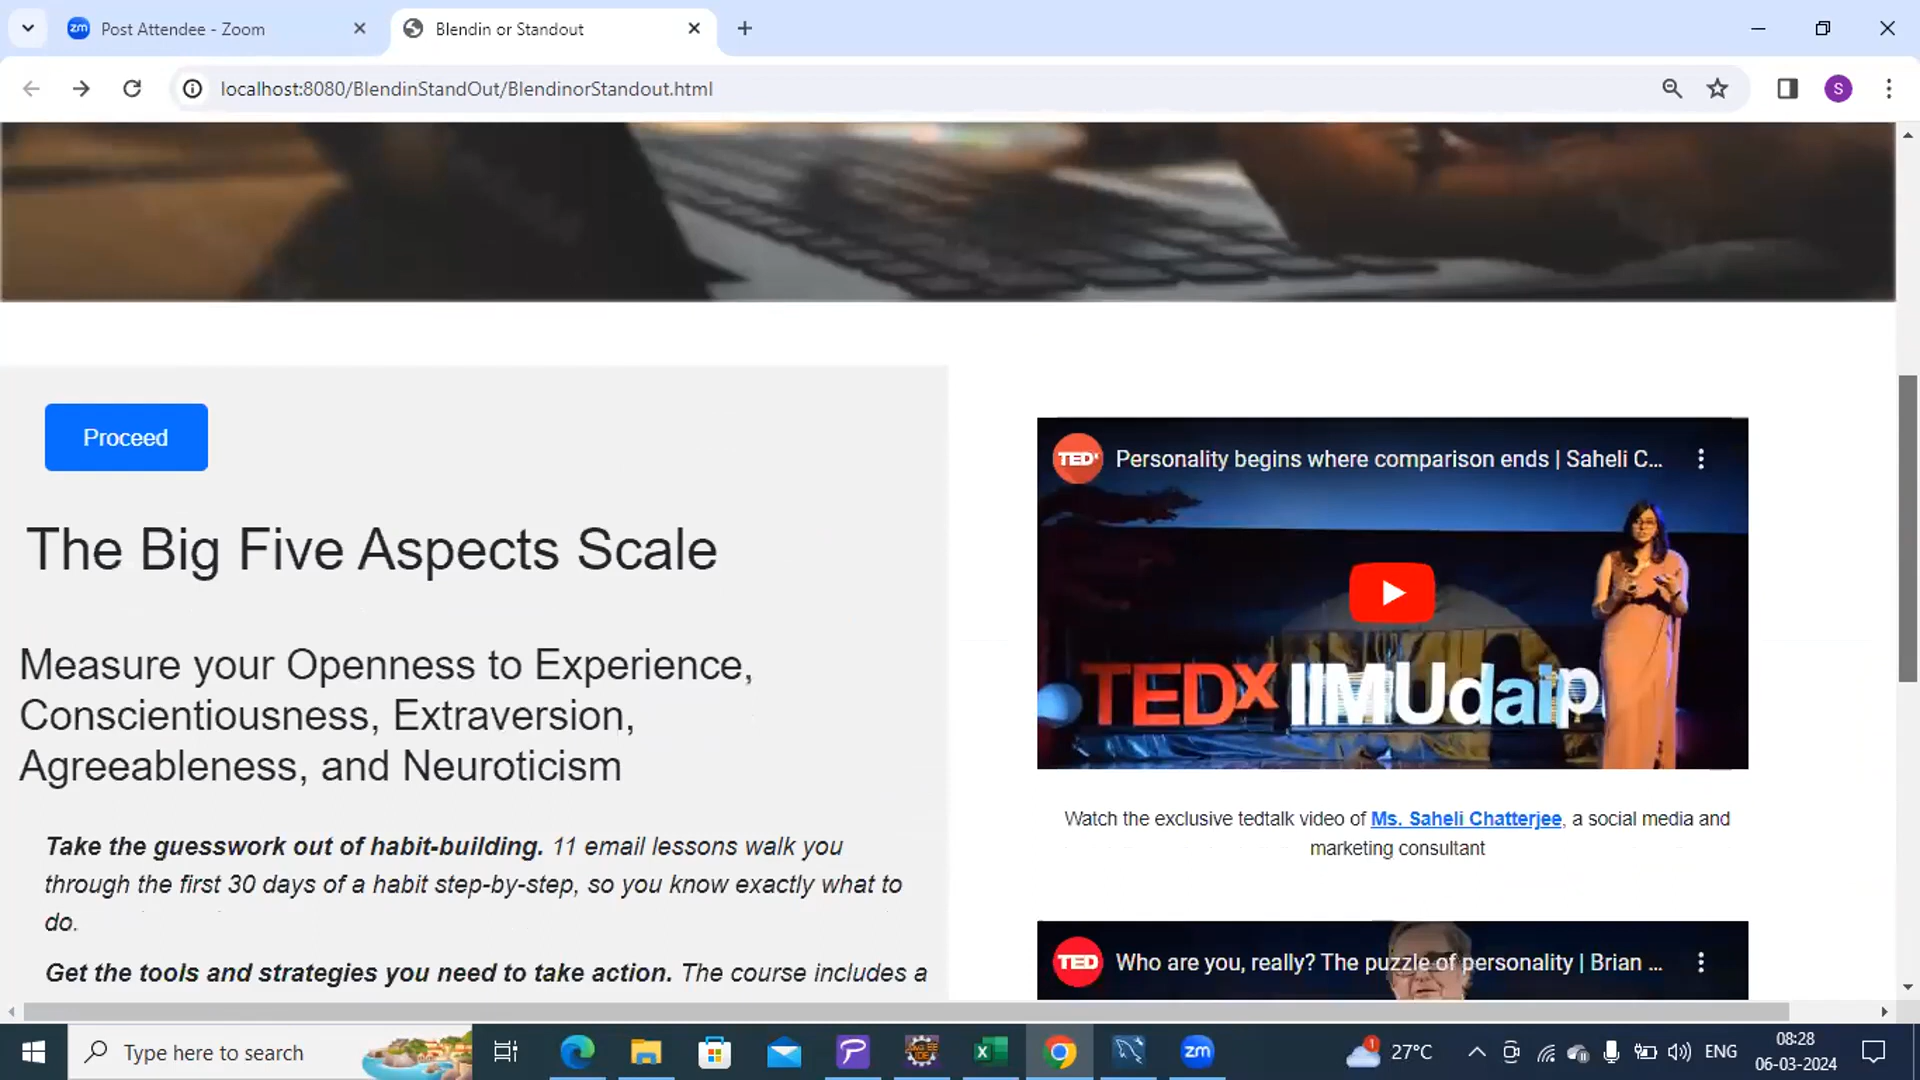 Post Attendee - Zoom
Blendin or Standout
localhost:8080/BlendinStandOut/BlendinorStandout.html
S
Proceed
The Big Five Aspects Scale
Measure your Openness to Experience,
Conscientiousness, Extraversion,
Agreeableness, and Neuroticism
Take the guesswork out of habit-building. 11 email lessons walk you
through the first 30 days of a habit step-by-step, so you know exactly what to
do.
Get the tools and strategies you need to take action. The course includes a
TEDx
Personality begins where comparison ends | Saheli C...
TEDx IIMUdaip
Watch the exclusive tedtalk video of Ms. Saheli Chatterjee, a social media and
marketing consultant
TED
Who are you, really? The puzzle of personality | Brian ...
Type here to search
zm
27°C
ENG
08:28
06-03-2024